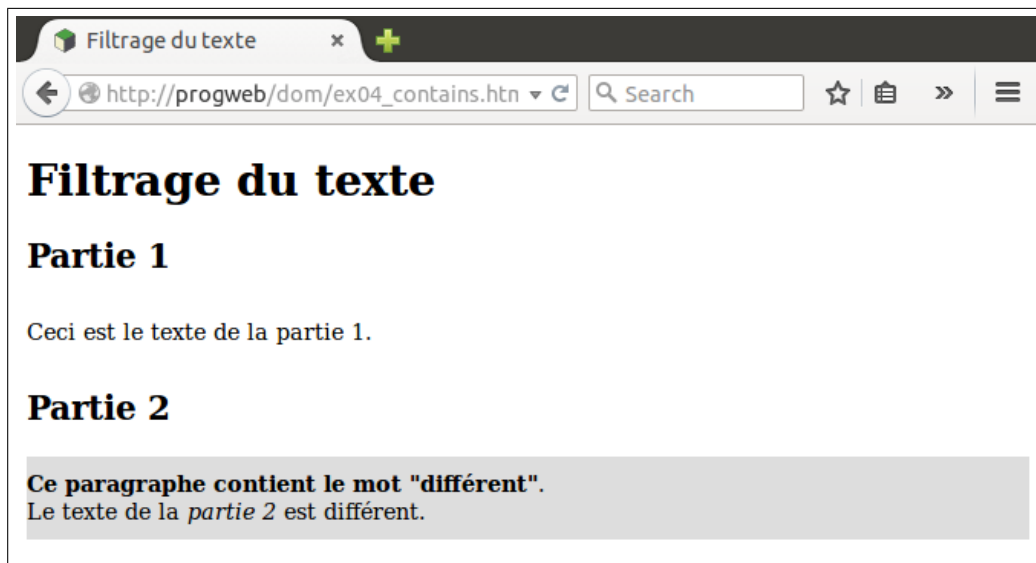 Filtrage du texte
http://progweb/dom/ex04_contains.htn
Search
Filtrage du texte
Partie 1
Ceci est le texte de la partie 1.
Partie 2
Ce paragraphe contient le mot "différent".
Le texte de la partie 2 est différent.